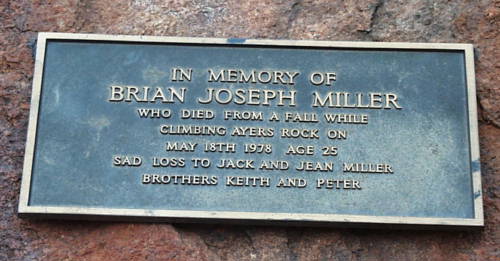 IN MEMORY OF
BRIAN JOSEPH MILLER
WHO DIED FROM A FALL WHILE
CLIMBING AYERS ROCK ON
MAY 18TH 1978 AGE 25
SAD LOSS TO JACK AND JEAN MILLER
BROTHERS KEITH AND PETER